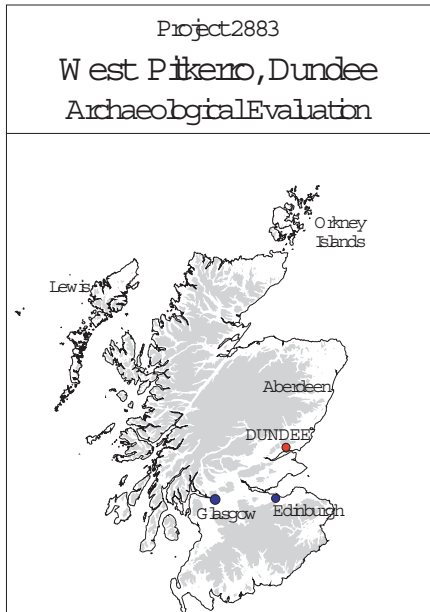 Project 2883
West Pitkerro, Dundee
Archaeological Evaluation
Orkney
Islands
Lewis
Aberdeen
DUNDEE
Glasgow
Edinburgh